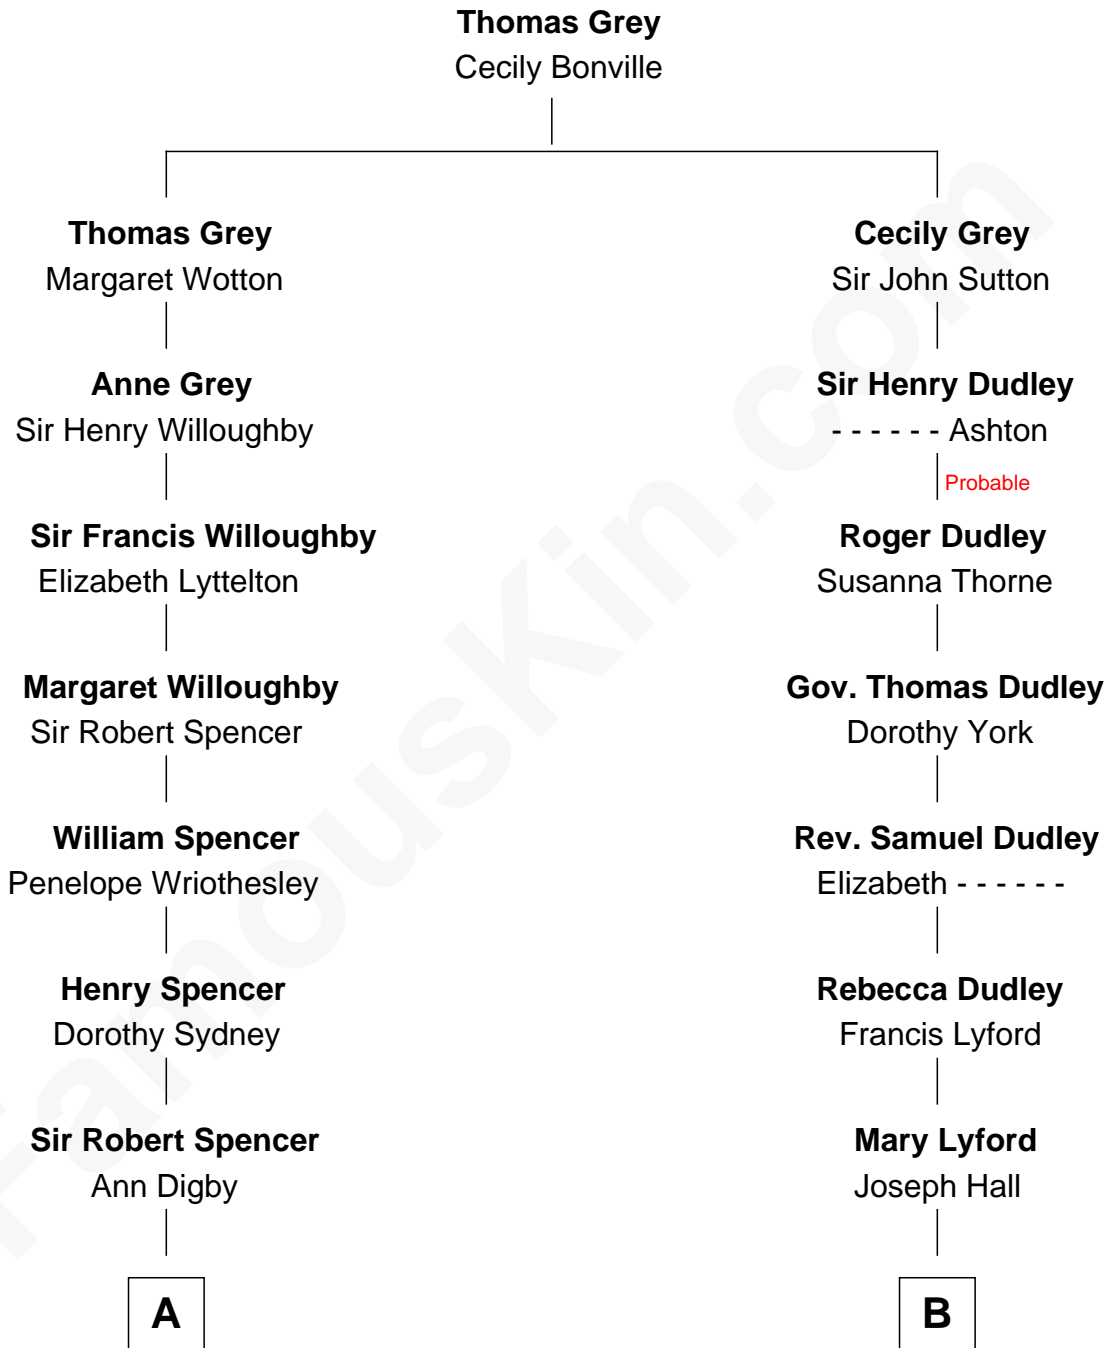 Thomas Grey
Cecily Bonville
Thomas Grey
Margaret Wotton
Anne Grey
Sir Henry Willoughby
Sir Francis Willoughby
Elizabeth Lyttelton
Margaret Willoughby
Sir Robert Spencer
William Spencer
Penelope Wriothesley
Henry Spencer
Dorothy Sydney
Sir Robert Spencer
Ann Digby
A
Cecily Grey
Sir John Sutton
Sir Henry Dudley
- - - - - - Ashton
Probable
Roger Dudley
Susanna Thorne
Gov. Thomas Dudley
Dorothy York
Rev. Samuel Dudley
Elizabeth - - - - - -
Rebecca Dudley
Francis Lyford
Mary Lyford
Joseph Hall
B
FamousKin.com